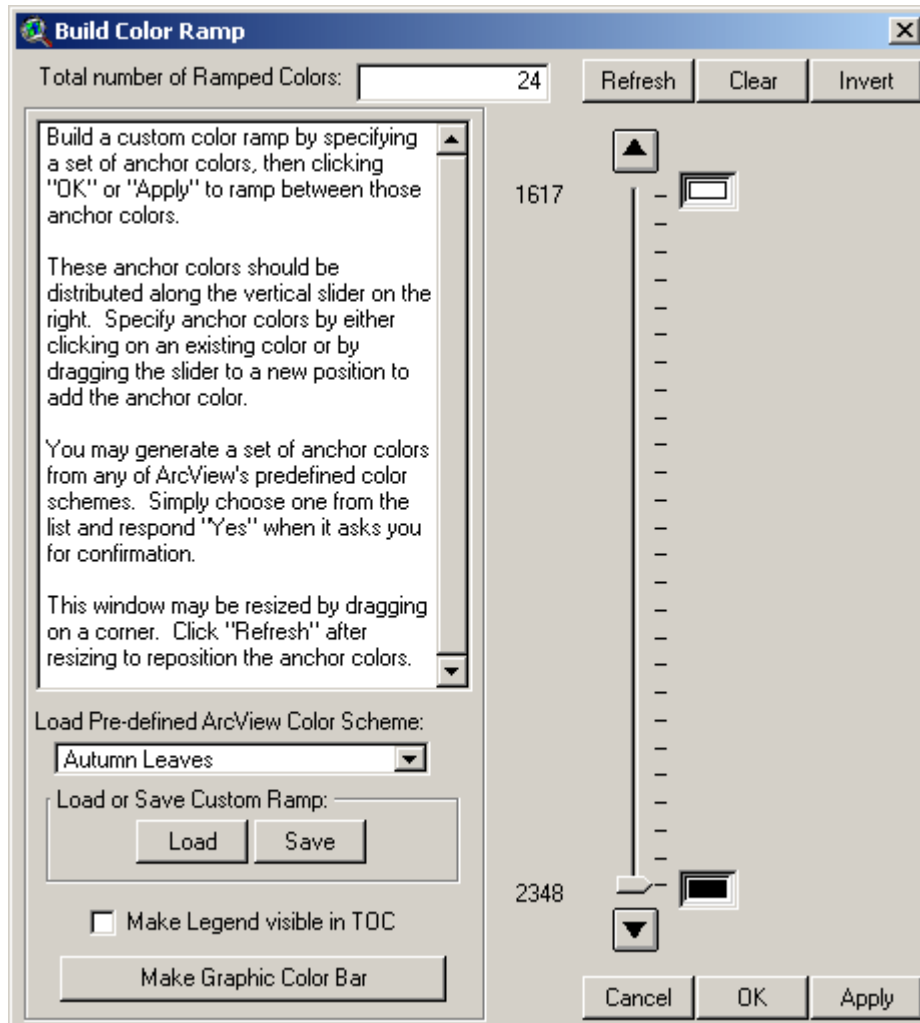 Build Color Ramp
Total number of Ramped Colors: 24
Refresh Clear Invert
Build a custom color ramp by specifying
a set of anchor colors, then clicking
"OK" or "Apply" to ramp between those
anchor colors.
These anchor colors should be
distributed along the vertical slider on the
right.  Specify anchor colors by either
clicking on an existing color or by
dragging the slider to a new position to
add the anchor color.
You may generate a set of anchor colors
from any of ArcView's predefined color
schemes.  Simply choose one from the
list and respond "Yes" when it asks you
for confirmation.
This window may be resized by dragging
on a corner.  Click "Refresh" after
resizing to reposition the anchor colors.
1617
2348
Load Pre-defined ArcView Color Scheme:
Autumn Leaves
Load or Save Custom Ramp:
Load Save
Make Legend visible in TOC
Make Graphic Color Bar
Cancel OK Apply